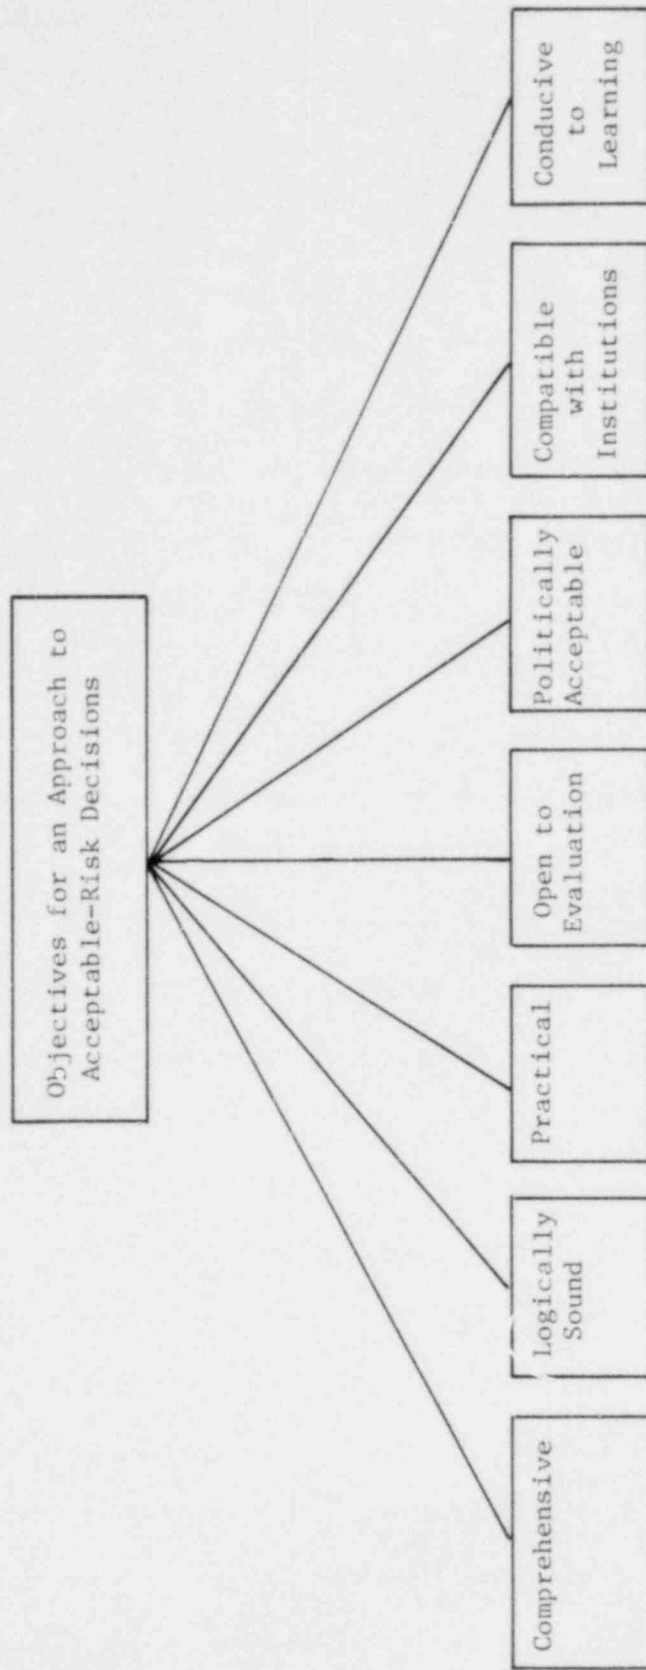 Objectives for an Approach to
Acceptable-Risk Decisions
Comprehensive
Logically
Sound
Practical
Open to
Evaluation
Politically
Acceptable
Compatible
with
Institutions
Conducive
to
Learning